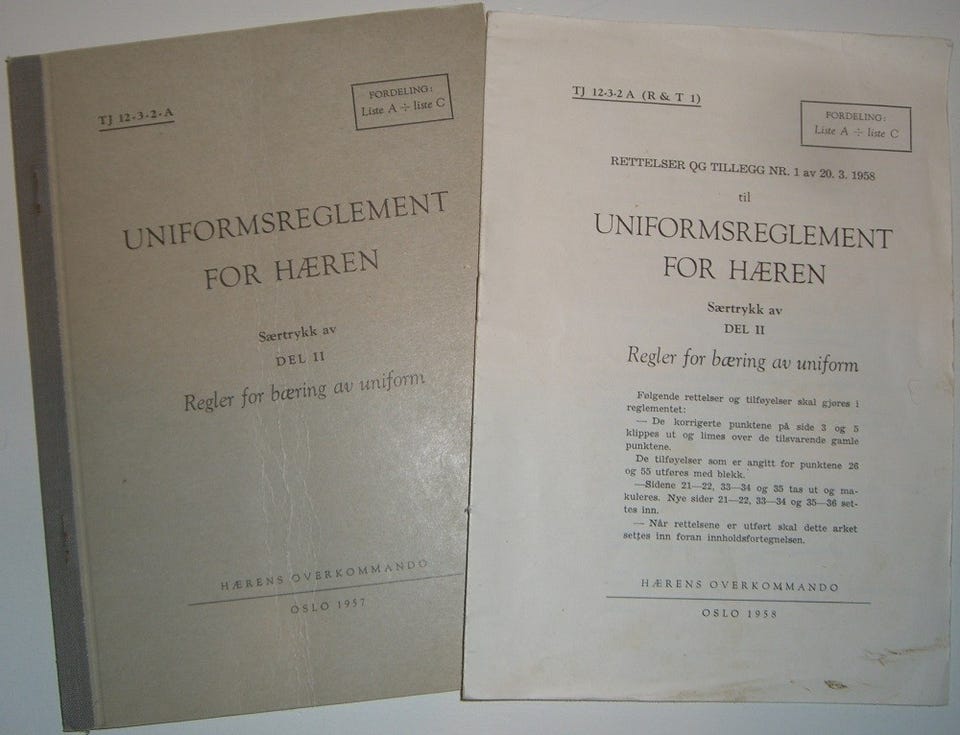 TJ 12-3-2-A
FORDELING:
Liste A ÷ liste C
UNIFORMSREGLEMENT
FOR HÆREN
Særtrykk av
DEL II
Regler for bæring av uniform
HÆRENS OVERKOMMANDO
OSLO 1957
TJ 12-3-2 A (R & T 1)
FORDELING:
Liste A ÷ liste C
RETTELSER OG TILLEGG NR. 1 av 20. 3. 1958
til
UNIFORMSREGLEMENT
FOR HÆREN
Særtrykk av
DEL II
Regler for bæring av uniform
Følgende rettelser og tilføyelser skal gjøres i
reglementet:
— De korrigerte punktene på side 3 og 5
klippes ut og limes over de tilsvarende gamle
punktene.
De tilføyelser som er angitt for punktene 26
og 55 utføres med blekk.
—Sidene 21—22, 33—34 og 35 tas ut og ma-
kuleres. Nye sider 21—22, 33—34 og 35—36 set-
tes inn.
— Når rettelsene er utført skal dette arket
settes inn foran innholdsfortegnelsen.
HÆRENS OVERKOMMANDO
OSLO 1958